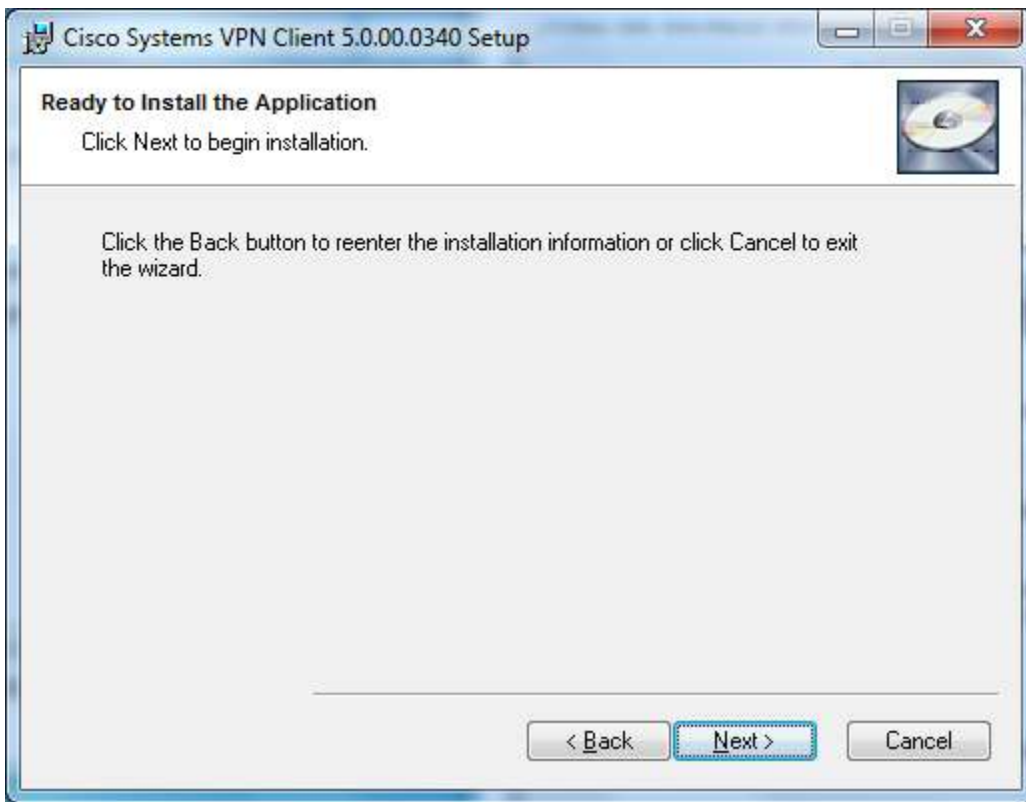 Cisco Systems VPN Client 5.0.00.0340 Setup
Ready to Install the Application
Click Next to begin installation.
Click the Back button to reenter the installation information or click Cancel to exit
the wizard.
< Back
Next >
Cancel